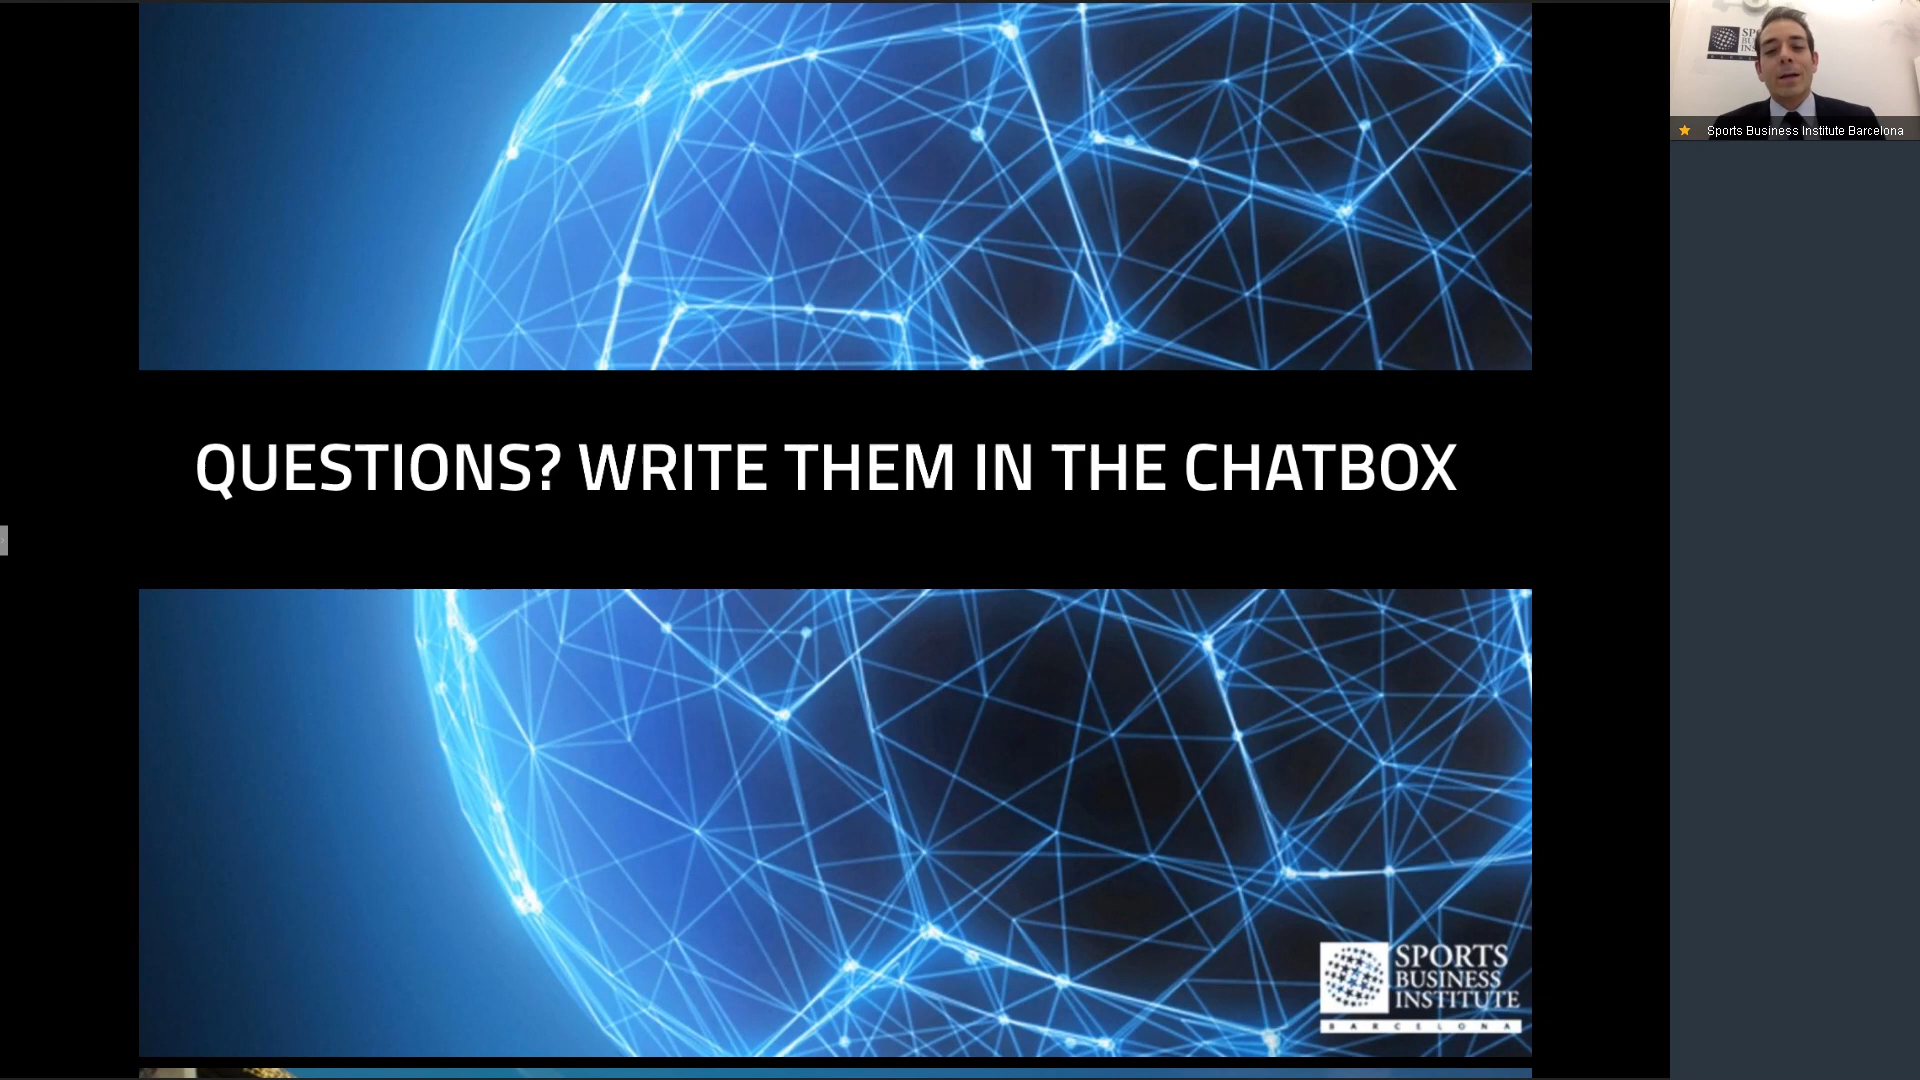 QUESTIONS? WRITE THEM IN THE CHATBOX
Sports Business Institute Barcelona
SPORTS
BUSINESS
INSTITUTE
BARCELONA